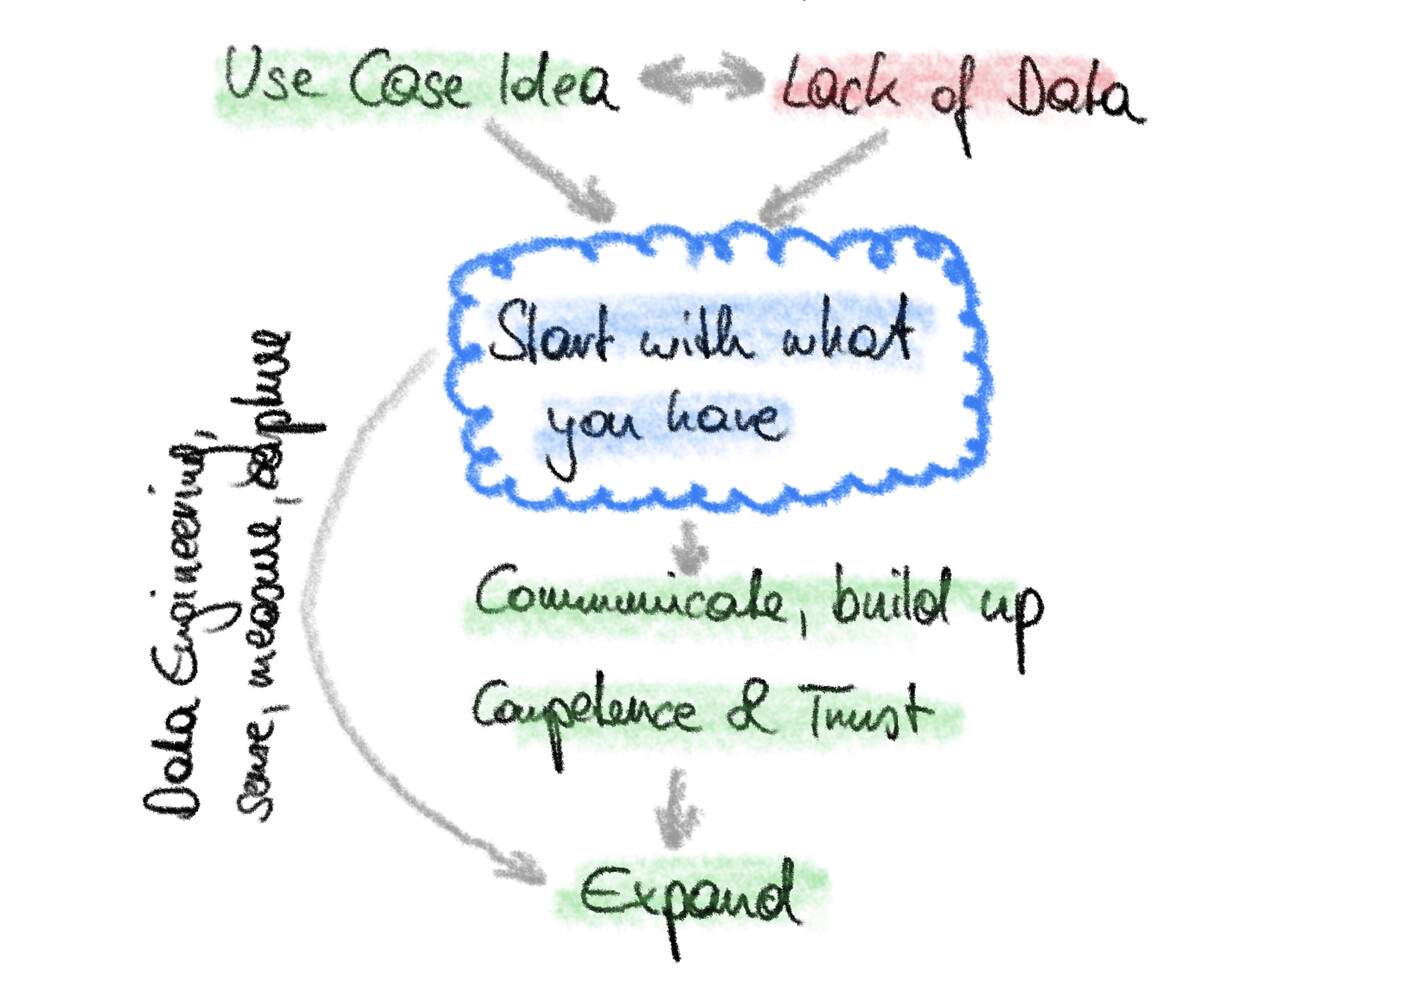 Use Case Idea
Lack of Data
Start with what
you have
Communicate, build up
Competence & Trust
Expand
Data Engineering,
sense, measure, capture